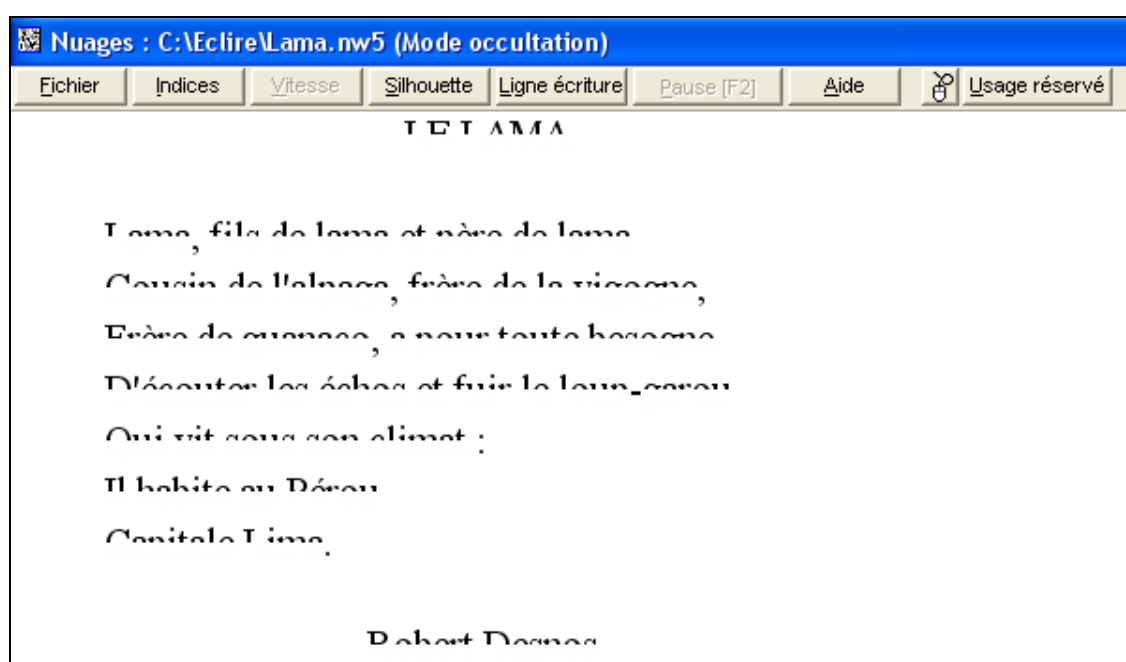 Nuages : C:\Eclire\Lama.nw5 (Mode occultation)
Fichier Indices Vitesse Silhouette Ligne écriture Pause [F2] Aide Usage réservé
LE LAMA
Lama, fils de lama et père de lama
Cousin de l'alpaga, frère de la vigogne,
Frère de guanaco, a pour toute besogne
D'écouter les échos et fuir le loup-garou
Qui vit sous son climat :
Il habite au Pérou
Capitale Lima.
Robert Desnos